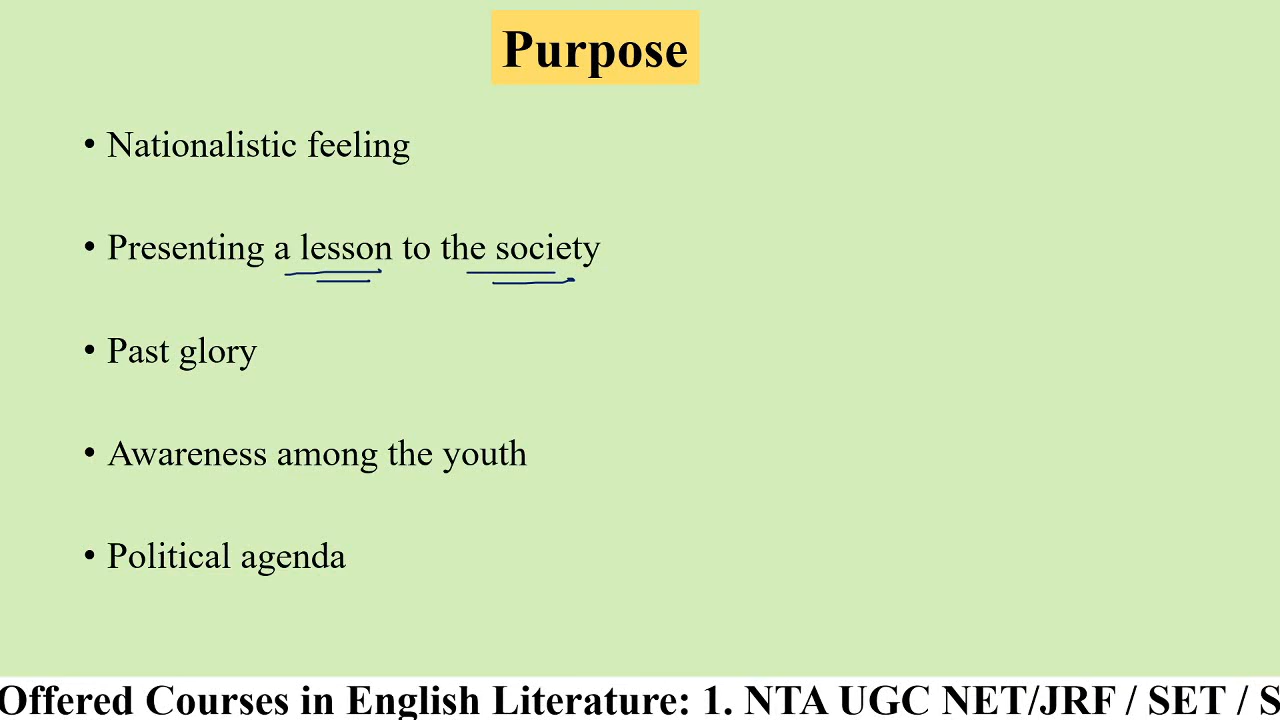 Purpose
• Nationalistic feeling
• Presenting a lesson to the society
• Past glory
• Awareness among the youth
• Political agenda
Offered Courses in English Literature: 1. NTA UGC NET/JRF / SET / S